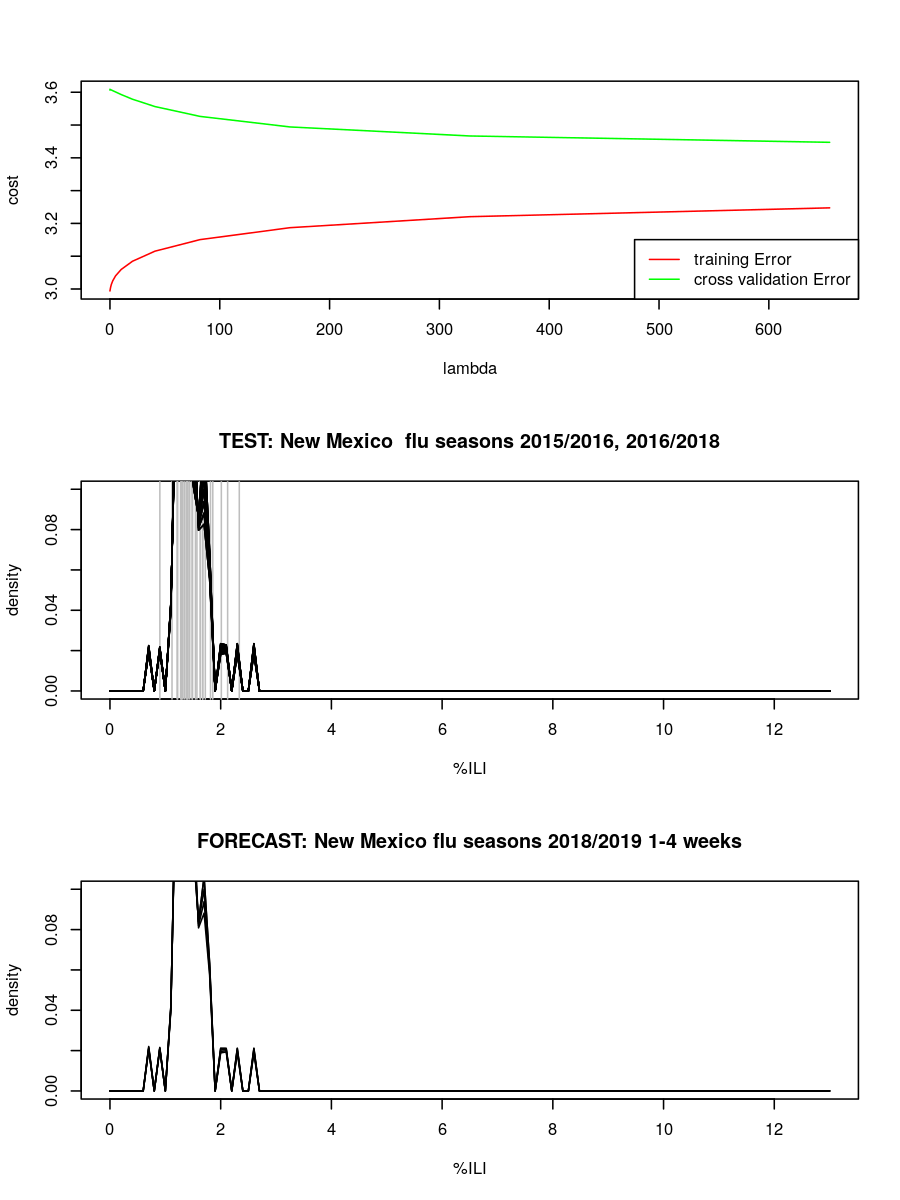 3.6
3.4
3.2
3.0
cost
training Error
cross validation Error
0 100 200 300 400 500 600
lambda
TEST: New Mexico  flu seasons 2015/2016, 2016/2018
0.08
0.04
0.00
density
0 2 4 6 8 10 12
%ILI
FORECAST: New Mexico flu seasons 2018/2019 1-4 weeks
0.08
0.04
0.00
density
0 2 4 6 8 10 12
%ILI